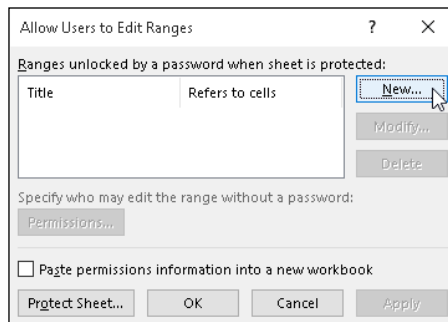 Allow Users to Edit Ranges ? ×
Ranges unlocked by a password when sheet is protected:
Title Refers to cells New...
Modify...
Delete
Specify who may edit the range without a password:
Permissions...
Paste permissions information into a new workbook
Protect Sheet... OK Cancel Apply